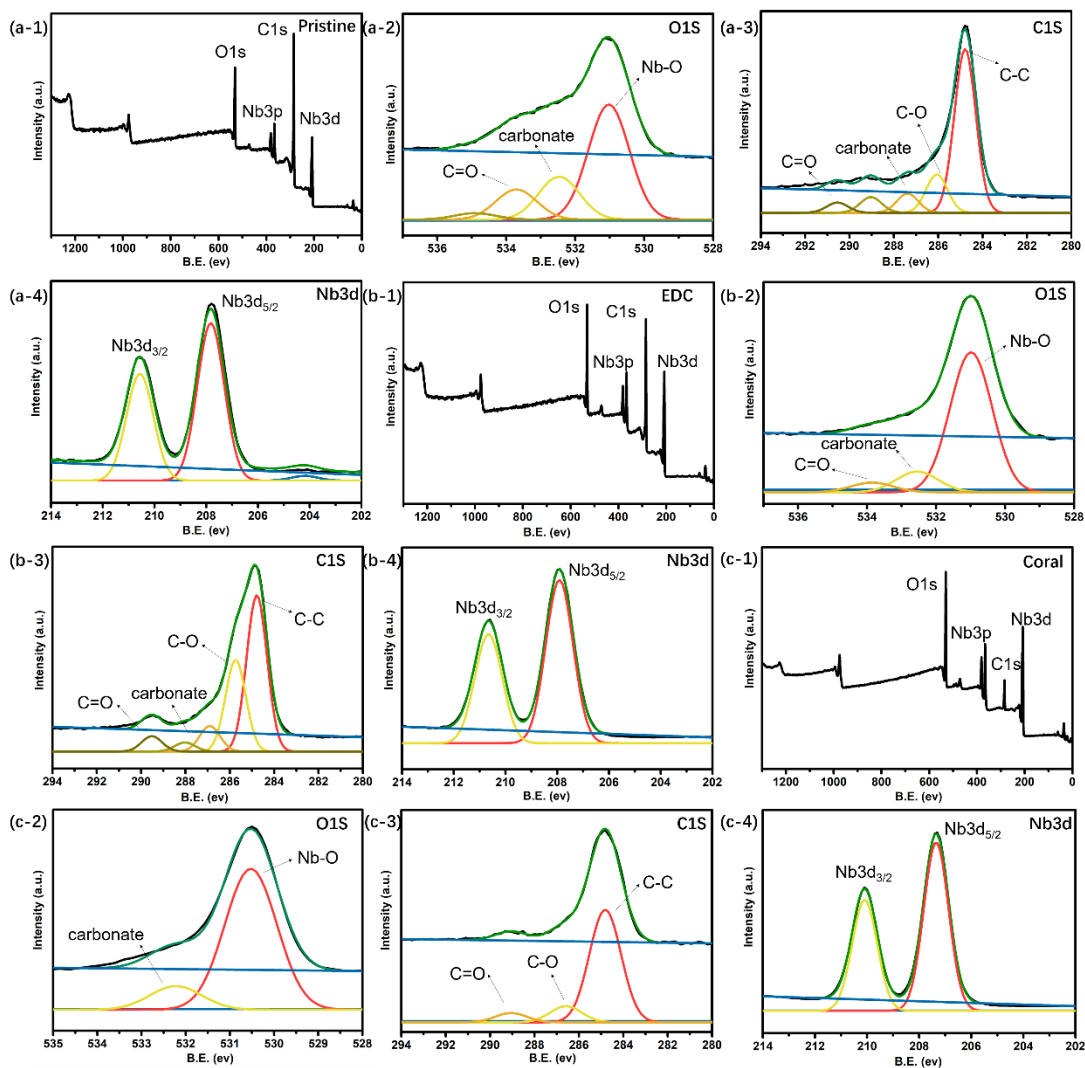 (a-1)
Pristine
C1s
O1s
Nb3p
Nb3d
Intensity (a.u.)
1200 1000 800 600 400 200 0
B.E. (ev)
(a-2)
O1S
Nb-O
carbonate
C=O
Intensity (a.u.)
536 534 532 530 528
B.E. (ev)
(a-3)
C1S
C-C
C-O
carbonate
C=O
Intensity (a.u.)
294 292 290 288 286 284 282 280
B.E. (ev)
(a-4)
Nb3d
Nb3d5/2
Nb3d3/2
Intensity (a.u.)
214 212 210 208 206 204 202
B.E. (ev)
(b-1)
EDC
O1s
C1s
Nb3p
Nb3d
Intensity (a.u.)
1200 1000 800 600 400 200 0
B.E. (ev)
(b-2)
O1S
Nb-O
carbonate
C=O
Intensity (a.u.)
536 534 532 530 528
B.E. (ev)
(b-3)
C1S
C-C
C-O
carbonate
C=O
Intensity (a.u.)
294 292 290 288 286 284 282 280
B.E. (ev)
(b-4)
Nb3d
Nb3d5/2
Nb3d3/2
Intensity (a.u.)
214 212 210 208 206 204 202
B.E. (ev)
(c-1)
Coral
O1s
Nb3d
Nb3p
C1s
Intensity (a.u.)
1200 1000 800 600 400 200 0
B.E. (ev)
(c-2)
O1S
Nb-O
carbonate
Intensity (a.u.)
535 534 533 532 531 530 529 528
B.E. (ev)
(c-3)
C1S
C-C
C-O
C=O
Intensity (a.u.)
294 292 290 288 286 284 282 280
B.E. (ev)
(c-4)
Nb3d
Nb3d5/2
Nb3d3/2
Intensity (a.u.)
214 212 210 208 206 204 202
B.E. (ev)